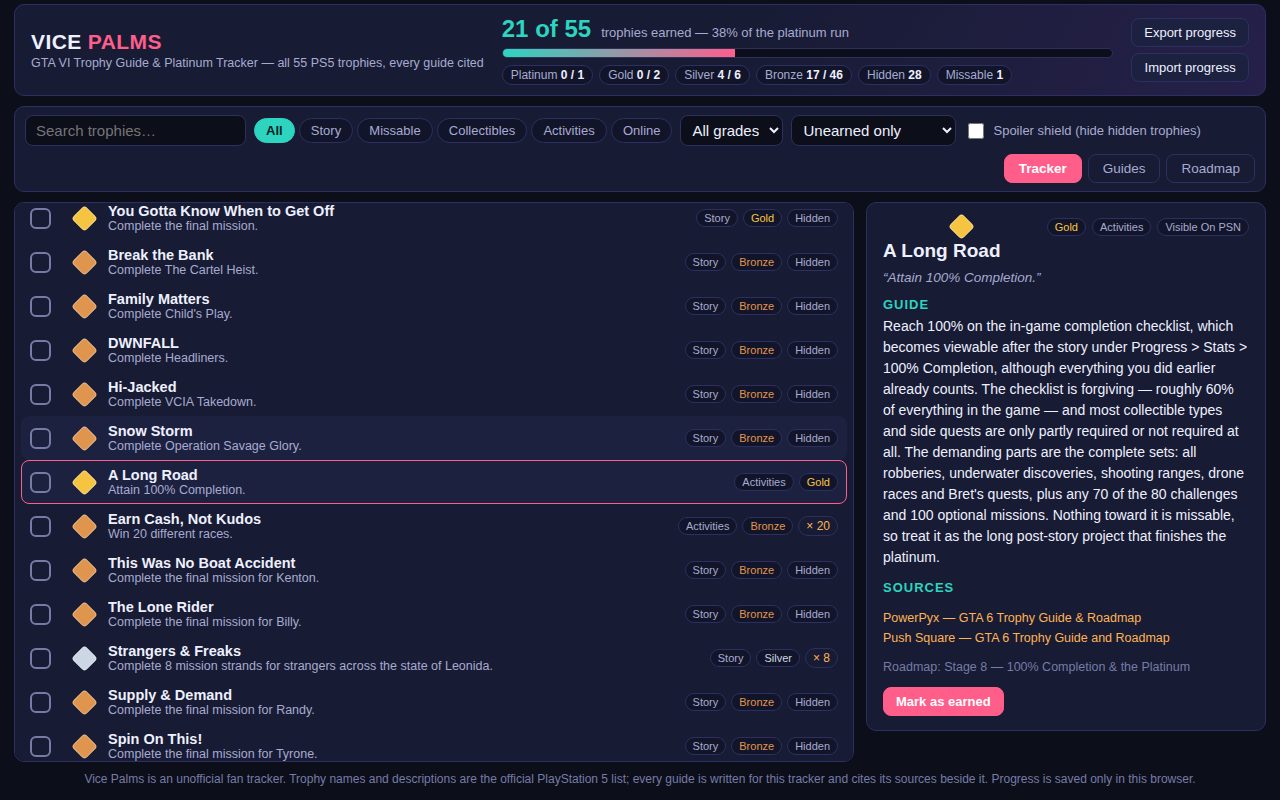 VICE PALMS
GTA VI Trophy Guide & Platinum Tracker — all 55 PS5 trophies, every guide cited
21 of 55 trophies earned — 38% of the platinum run
Platinum 0 / 1 Gold 0 / 2 Silver 4 / 6 Bronze 17 / 46 Hidden 28 Missable 1
Export progress
Import progress
Search trophies… All Story Missable Collectibles Activities Online All grades Unearned only Spoiler shield (hide hidden trophies)
Tracker Guides Roadmap
You Gotta Know When to Get Off
Complete the final mission.
Story Gold Hidden
Break the Bank
Complete The Cartel Heist.
Story Bronze Hidden
Family Matters
Complete Child's Play.
Story Bronze Hidden
DWNFALL
Complete Headliners.
Story Bronze Hidden
Hi-Jacked
Complete VCIA Takedown.
Story Bronze Hidden
Snow Storm
Complete Operation Savage Glory.
Story Bronze Hidden
A Long Road
Attain 100% Completion.
Activities Gold
Earn Cash, Not Kudos
Win 20 different races.
Activities Bronze × 20
This Was No Boat Accident
Complete the final mission for Kenton.
Story Bronze Hidden
The Lone Rider
Complete the final mission for Billy.
Story Bronze Hidden
Strangers & Freaks
Complete 8 mission strands for strangers across the state of Leonida.
Story Silver × 8
Supply & Demand
Complete the final mission for Randy.
Story Bronze Hidden
Spin On This!
Complete the final mission for Tyrone.
Story Bronze Hidden
Gold Activities Visible On PSN
A Long Road
“Attain 100% Completion.”
GUIDE
Reach 100% on the in-game completion checklist, which
becomes viewable after the story under Progress > Stats >
100% Completion, although everything you did earlier
already counts. The checklist is forgiving — roughly 60%
of everything in the game — and most collectible types
and side quests are only partly required or not required at
all. The demanding parts are the complete sets: all
robberies, underwater discoveries, shooting ranges, drone
races and Bret's quests, plus any 70 of the 80 challenges
and 100 optional missions. Nothing toward it is missable,
so treat it as the long post-story project that finishes the
platinum.
SOURCES
PowerPyx — GTA 6 Trophy Guide & Roadmap
Push Square — GTA 6 Trophy Guide and Roadmap
Roadmap: Stage 8 — 100% Completion & the Platinum
Mark as earned
Vice Palms is an unofficial fan tracker. Trophy names and descriptions are the official PlayStation 5 list; every guide is written for this tracker and cites its sources beside it. Progress is saved only in this browser.